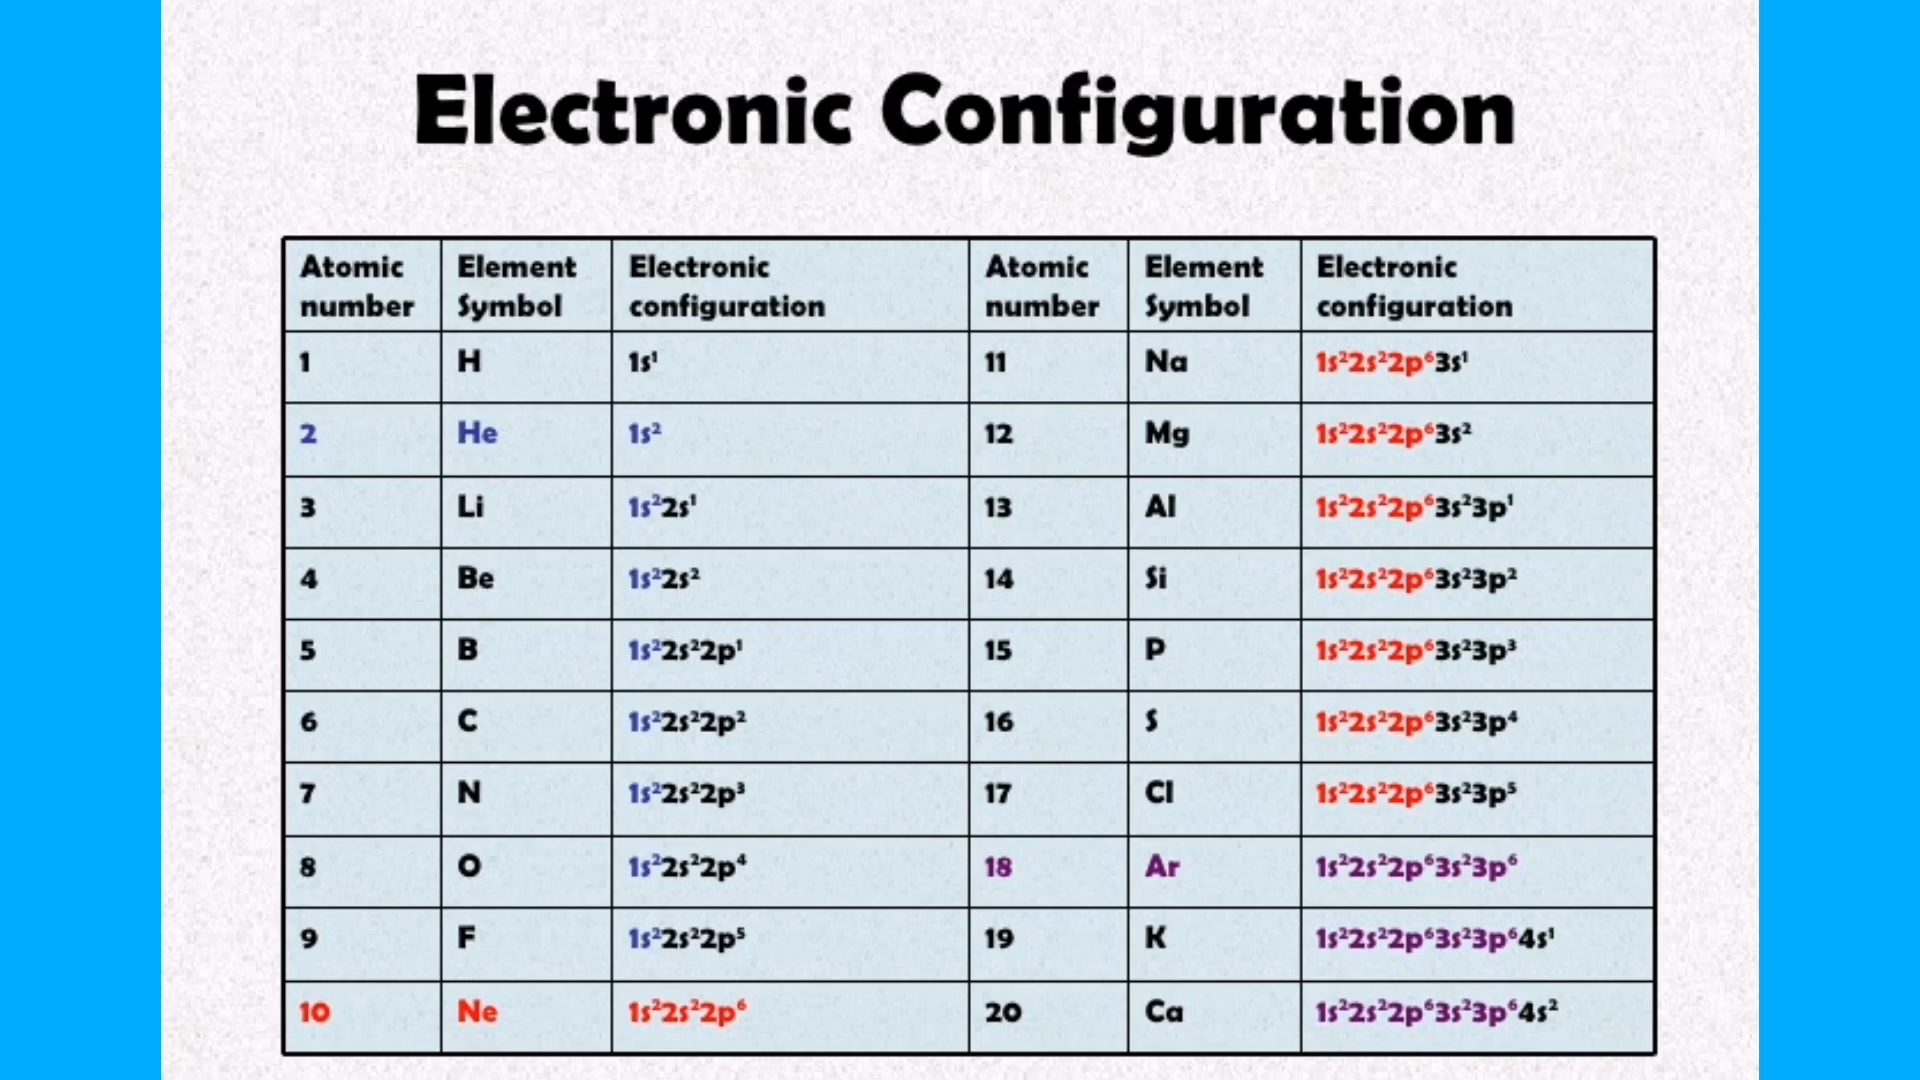 Electronic Configuration
Atomic number Element Symbol Electronic configuration Atomic number Element Symbol Electronic configuration
1 H 1s¹ 11 Na 1s²2s²2p⁶3s¹
2 He 1s² 12 Mg 1s²2s²2p⁶3s²
3 Li 1s²2s¹ 13 Al 1s²2s²2p⁶3s²3p¹
4 Be 1s²2s² 14 Si 1s²2s²2p⁶3s²3p²
5 B 1s²2s²2p¹ 15 P 1s²2s²2p⁶3s²3p³
6 C 1s²2s²2p² 16 S 1s²2s²2p⁶3s²3p⁴
7 N 1s²2s²2p³ 17 Cl 1s²2s²2p⁶3s²3p⁵
8 O 1s²2s²2p⁴ 18 Ar 1s²2s²2p⁶3s²3p⁶
9 F 1s²2s²2p⁵ 19 K 1s²2s²2p⁶3s²3p⁶4s¹
10 Ne 1s²2s²2p⁶ 20 Ca 1s²2s²2p⁶3s²3p⁶4s²